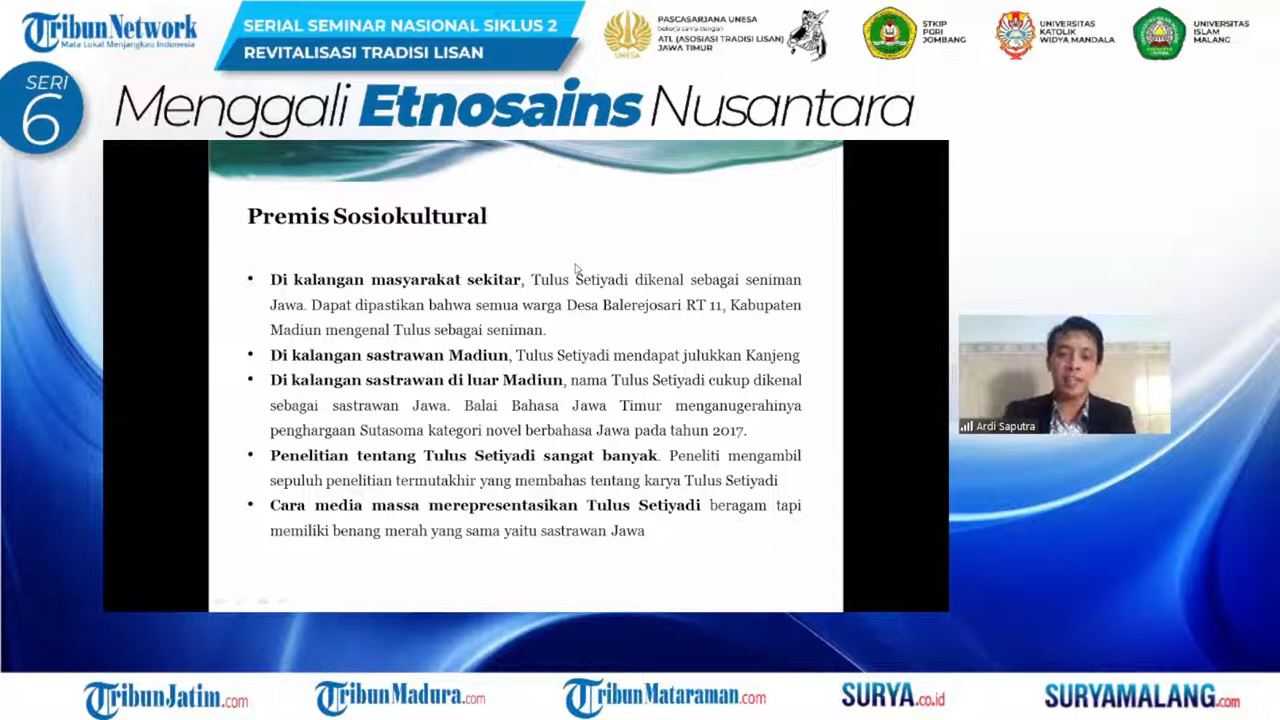 Tribun Network
Mata Lokal Menjangkau Indonesia
SERIAL SEMINAR NASIONAL SIKLUS 2
REVITALISASI TRADISI LISAN
UNESA
PASCASARJANA UNESA
bekerja sama dengan
ATL (ASOSIASI TRADISI LISAN)
JAWA TIMUR
STKIP
PGRI
JOMBANG
UNIVERSITAS
KATOLIK
WIDYA MANDALA
UNIVERSITAS
ISLAM
MALANG
SERI
6
Menggali Etnosains Nusantara
Premis Sosiokultural
• Di kalangan masyarakat sekitar, Tulus Setiyadi dikenal sebagai seniman
Jawa. Dapat dipastikan bahwa semua warga Desa Balerejosari RT 11, Kabupaten
Madiun mengenal Tulus sebagai seniman.
• Di kalangan sastrawan Madiun, Tulus Setiyadi mendapat julukkan Kanjeng
• Di kalangan sastrawan di luar Madiun, nama Tulus Setiyadi cukup dikenal
sebagai sastrawan Jawa. Balai Bahasa Jawa Timur menganugerahinya
penghargaan Sutasoma kategori novel berbahasa Jawa pada tahun 2017.
• Penelitian tentang Tulus Setiyadi sangat banyak. Peneliti mengambil
sepuluh penelitian termutakhir yang membahas tentang karya Tulus Setiyadi
• Cara media massa merepresentasikan Tulus Setiyadi beragam tapi
memiliki benang merah yang sama yaitu sastrawan Jawa
Ardi Saputra
TribunJatim.com
TribunMadura.com
TribunMataraman.com
SURYA.co.id
SURYAMALANG.com